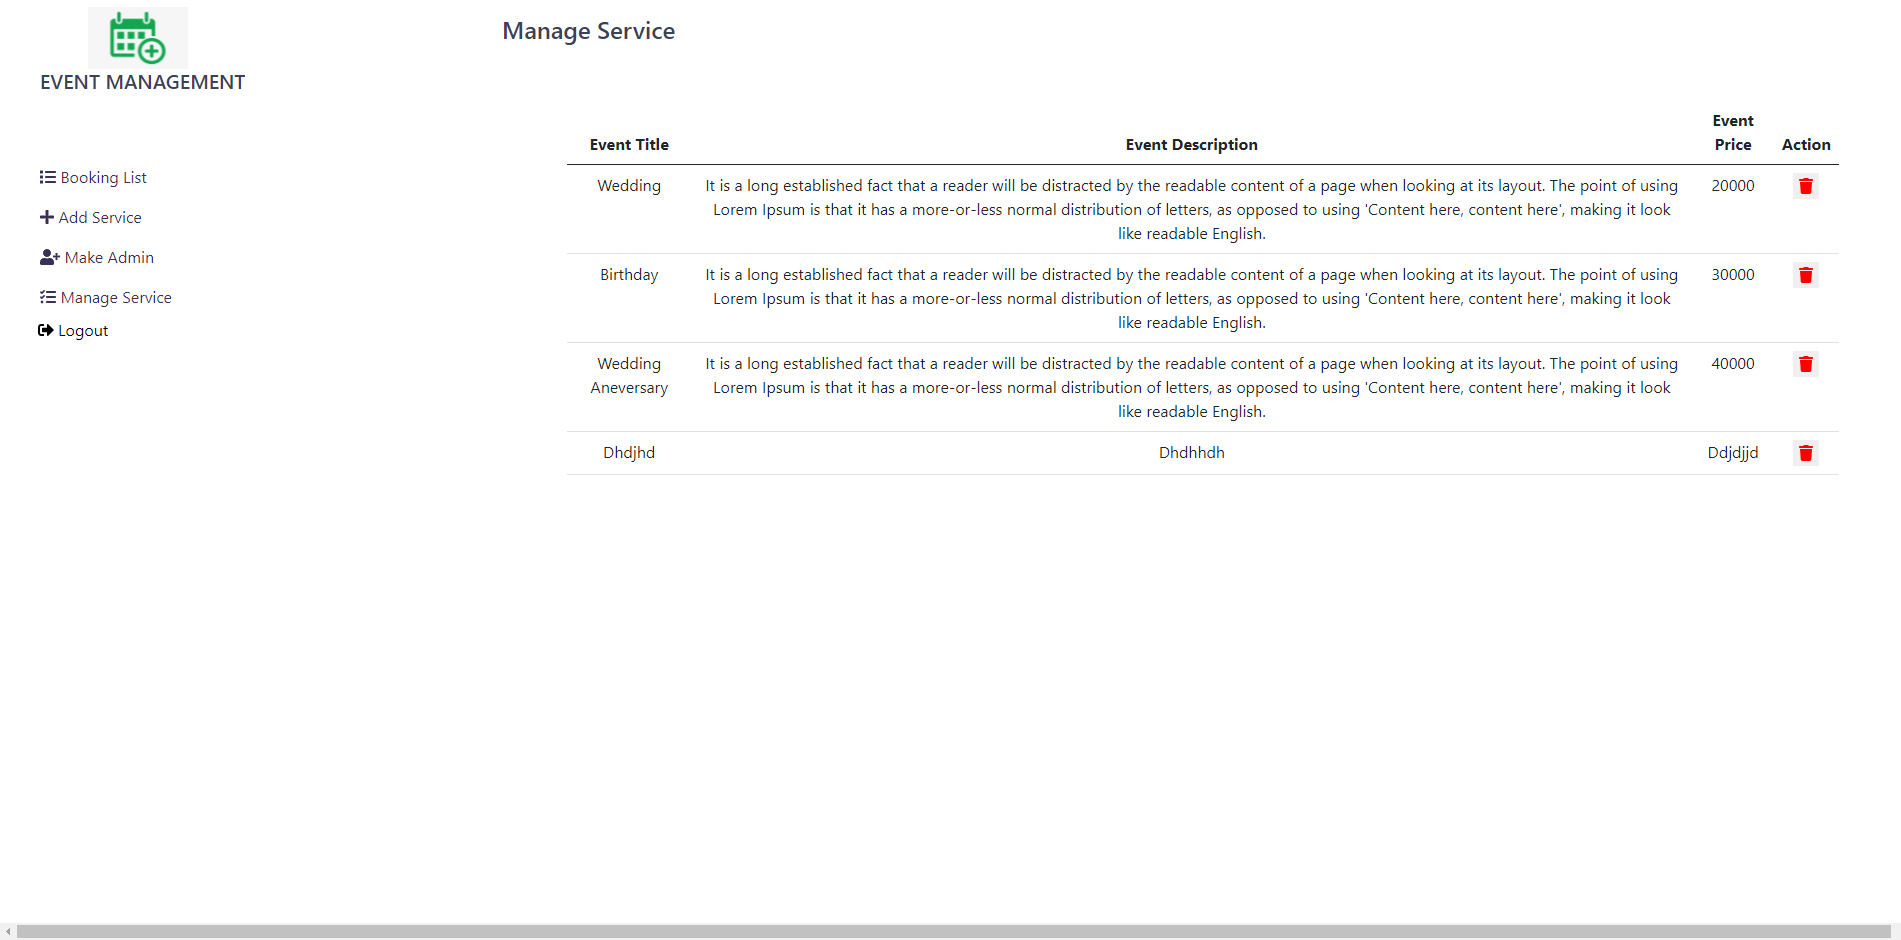 EVENT MANAGEMENT
Booking List
Add Service
Make Admin
Manage Service
Logout
Manage Service
Event Title Event Description Event Price Action
Wedding It is a long established fact that a reader will be distracted by the readable content of a page when looking at its layout. The point of using 20000
Lorem Ipsum is that it has a more-or-less normal distribution of letters, as opposed to using 'Content here, content here', making it look
like readable English.
Birthday It is a long established fact that a reader will be distracted by the readable content of a page when looking at its layout. The point of using 30000
Lorem Ipsum is that it has a more-or-less normal distribution of letters, as opposed to using 'Content here, content here', making it look
like readable English.
Wedding It is a long established fact that a reader will be distracted by the readable content of a page when looking at its layout. The point of using 40000
Aneversary Lorem Ipsum is that it has a more-or-less normal distribution of letters, as opposed to using 'Content here, content here', making it look
like readable English.
Dhdjhd Dhdhhdh Ddjdjjd